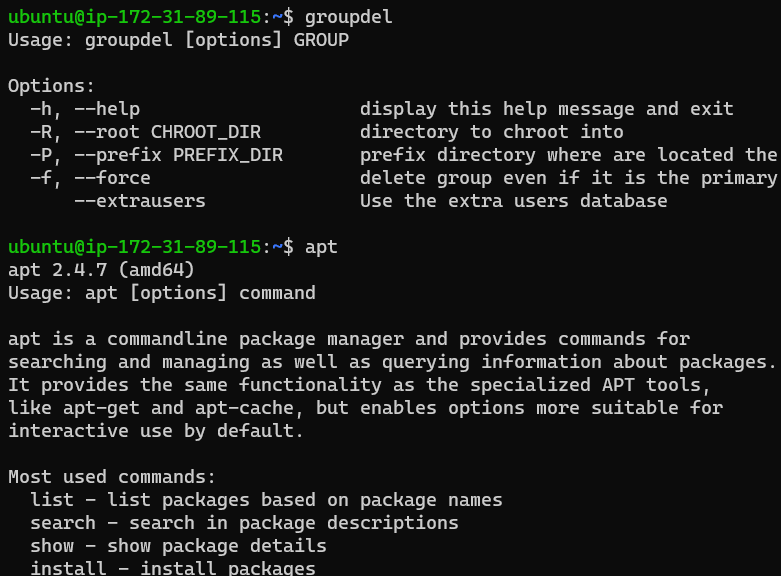 ubuntu@ip-172-31-89-115:~$ groupdel
Usage: groupdel [options] GROUP
Options:
-h, --help display this help message and exit
-R, --root CHROOT_DIR directory to chroot into
-P, --prefix PREFIX_DIR prefix directory where are located the
-f, --force delete group even if it is the primary
--extrausers Use the extra users database
ubuntu@ip-172-31-89-115:~$ apt
apt 2.4.7 (amd64)
Usage: apt [options] command
apt is a commandline package manager and provides commands for
searching and managing as well as querying information about packages.
It provides the same functionality as the specialized APT tools,
like apt-get and apt-cache, but enables options more suitable for
interactive use by default.
Most used commands:
list - list packages based on package names
search - search in package descriptions
show - show package details
install - install packages